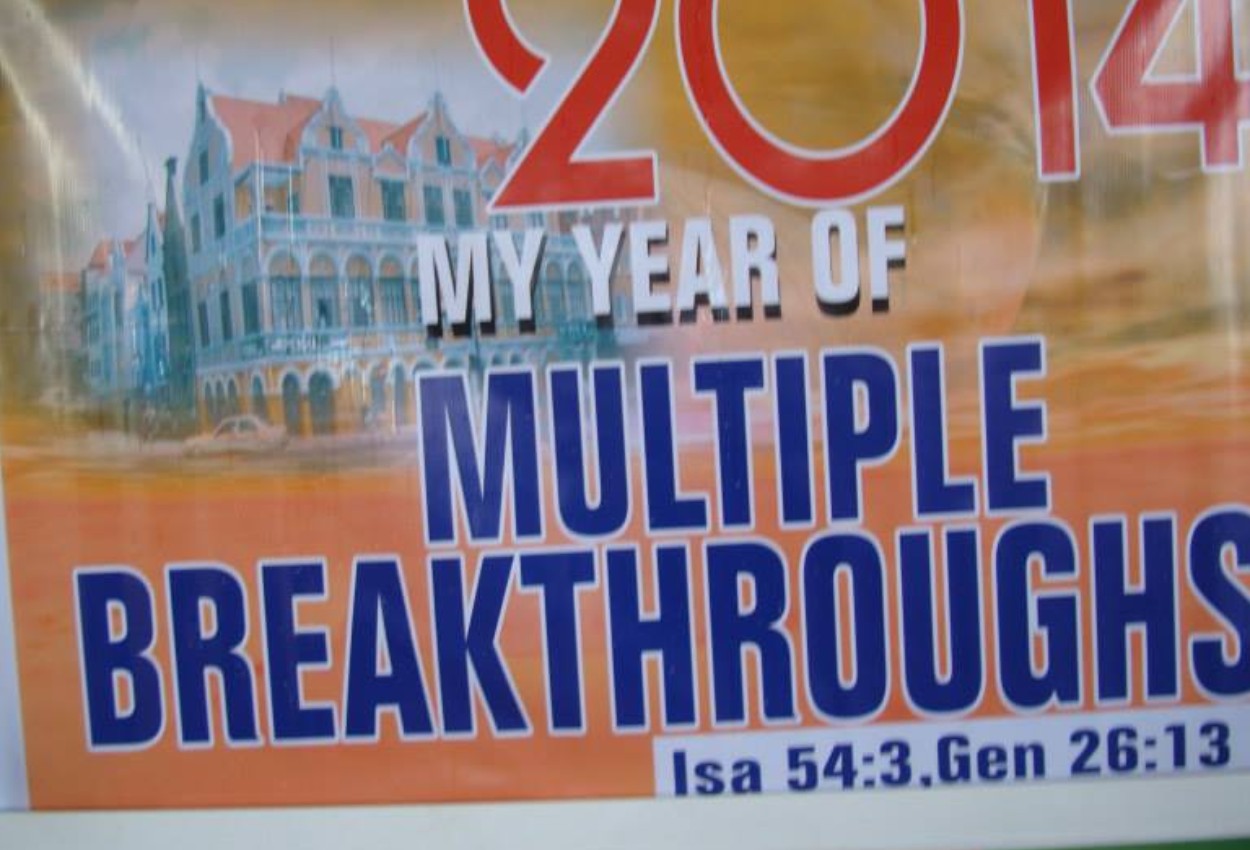 2014
MY YEAR OF
MULTIPLE
BREAKTHROUGHS
Isa 54:3,Gen 26:13